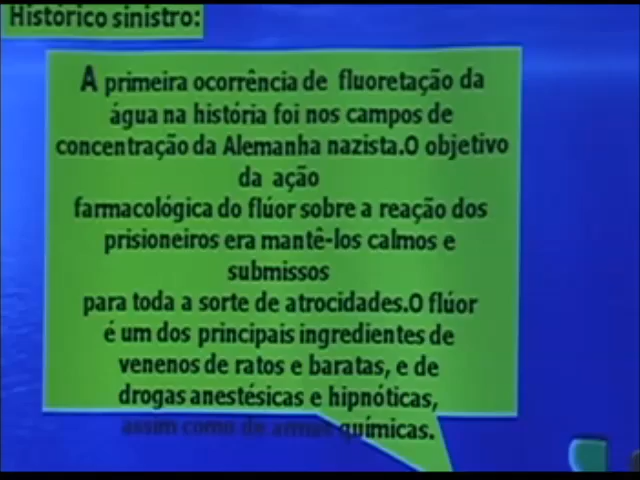 Histórico sinistro:
A primeira ocorrência de fluoretação da
água na história foi nos campos de
concentração da Alemanha nazista.O objetivo
da ação
farmacológica do flúor sobre a reação dos
prisioneiros era mantê-los calmos e
submissos
para toda a sorte de atrocidades.O flúor
é um dos principais ingredientes de
venenos de ratos e baratas, e de
drogas anestésicas e hipnóticas,
assim como de armas químicas.